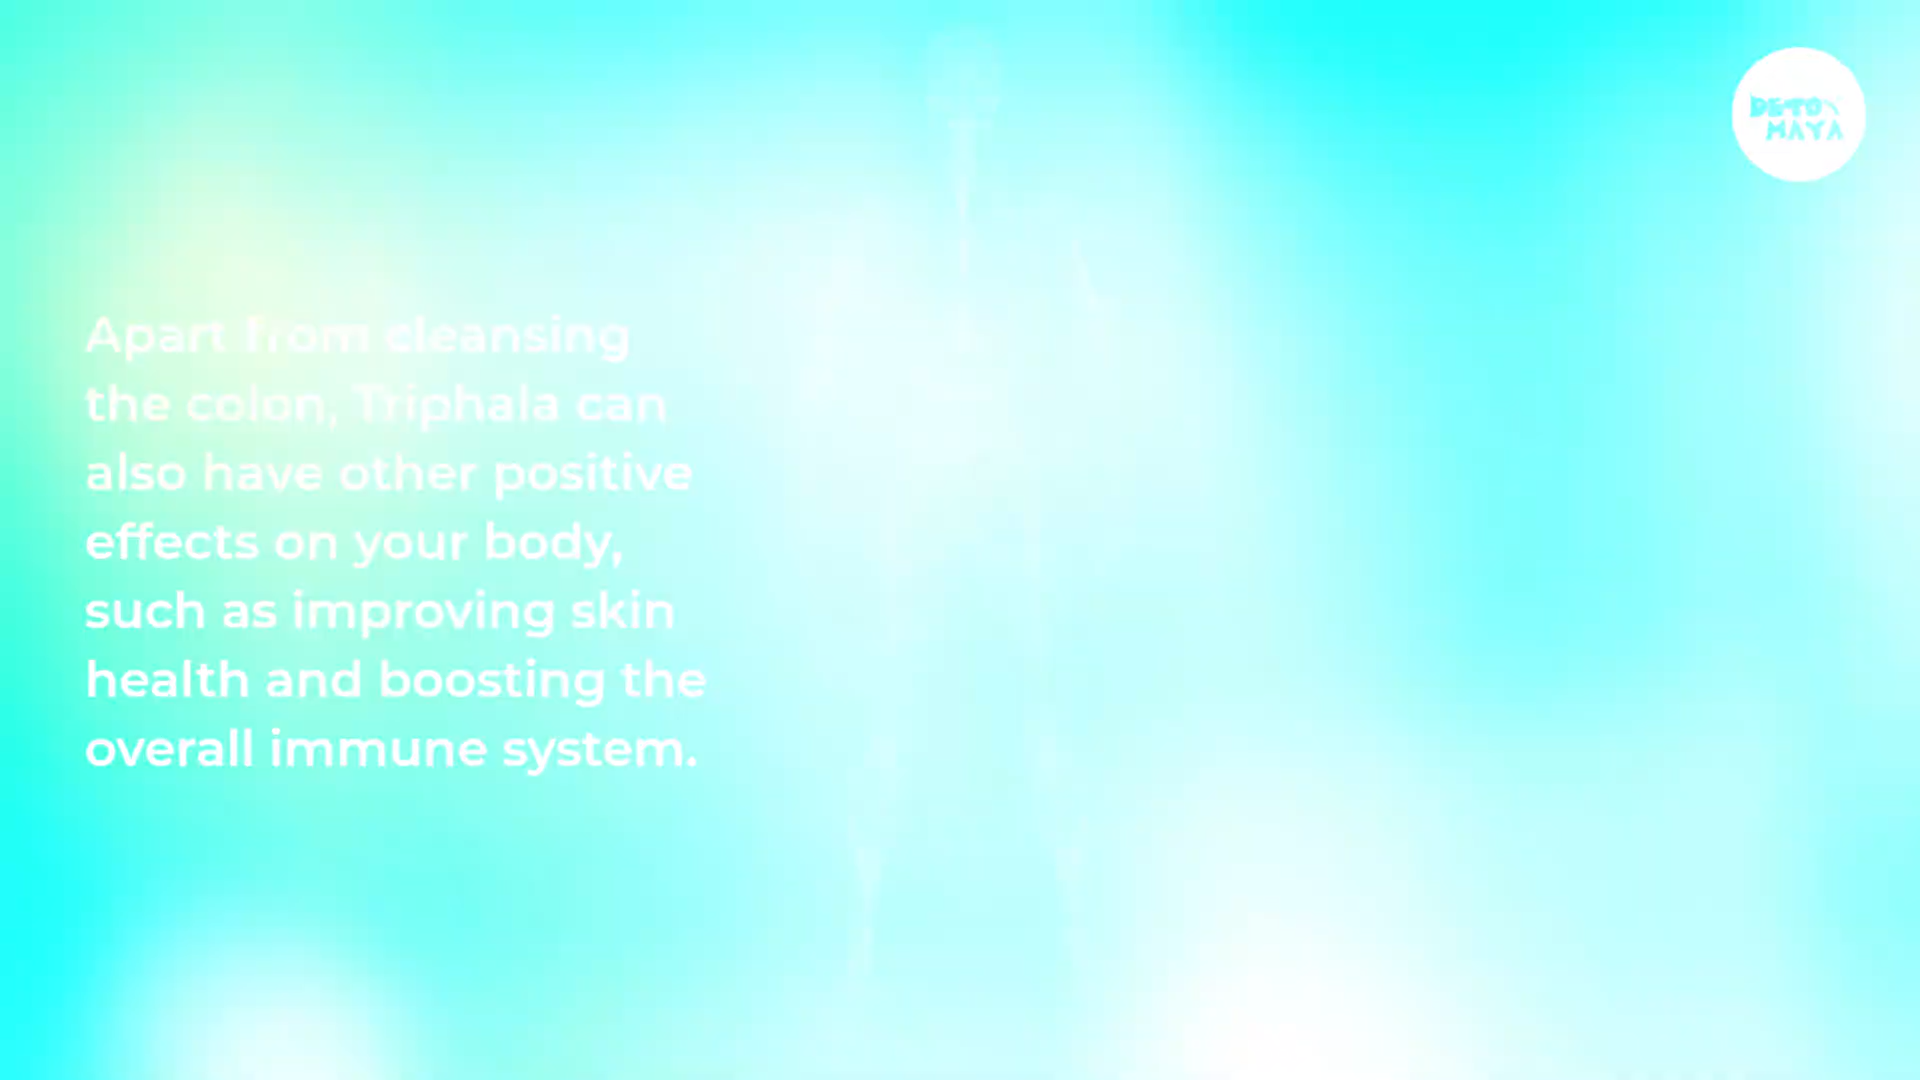 DETOX
MAYA
Apart from cleansing
the colon, Triphala can
also have other positive
effects on your body,
such as improving skin
health and boosting the
overall immune system.